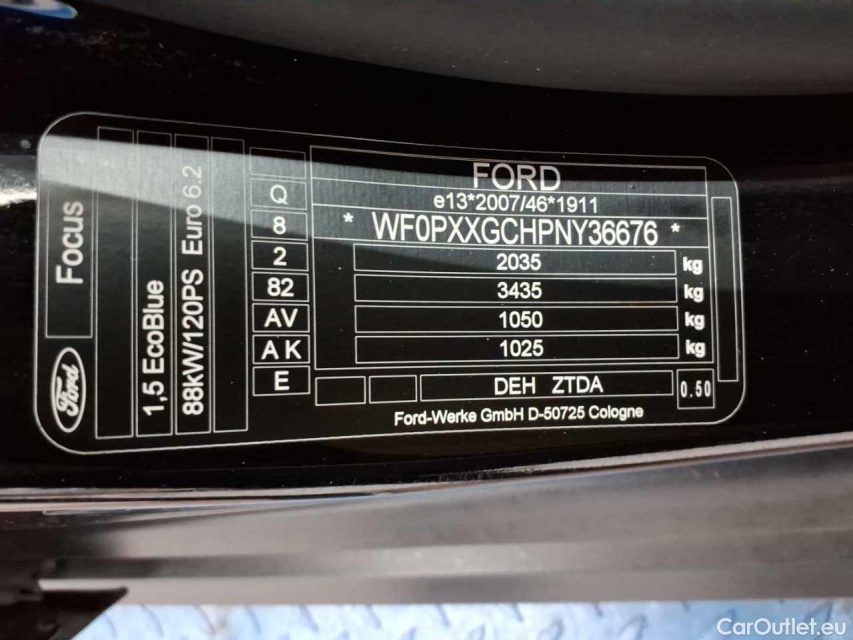 Focus
Ford
1,5 EcoBlue
88kW/120PS Euro 6.2
Q
8
2
82
AV
A K
E
FORD
e13*2007/46*1911
* WF0PXXGCHPNY36676 *
2035 kg
3435 kg
1050 kg
1025 kg
DEH ZTDA
0.50
Ford-Werke GmbH D-50725 Cologne
CarOutlet.eu